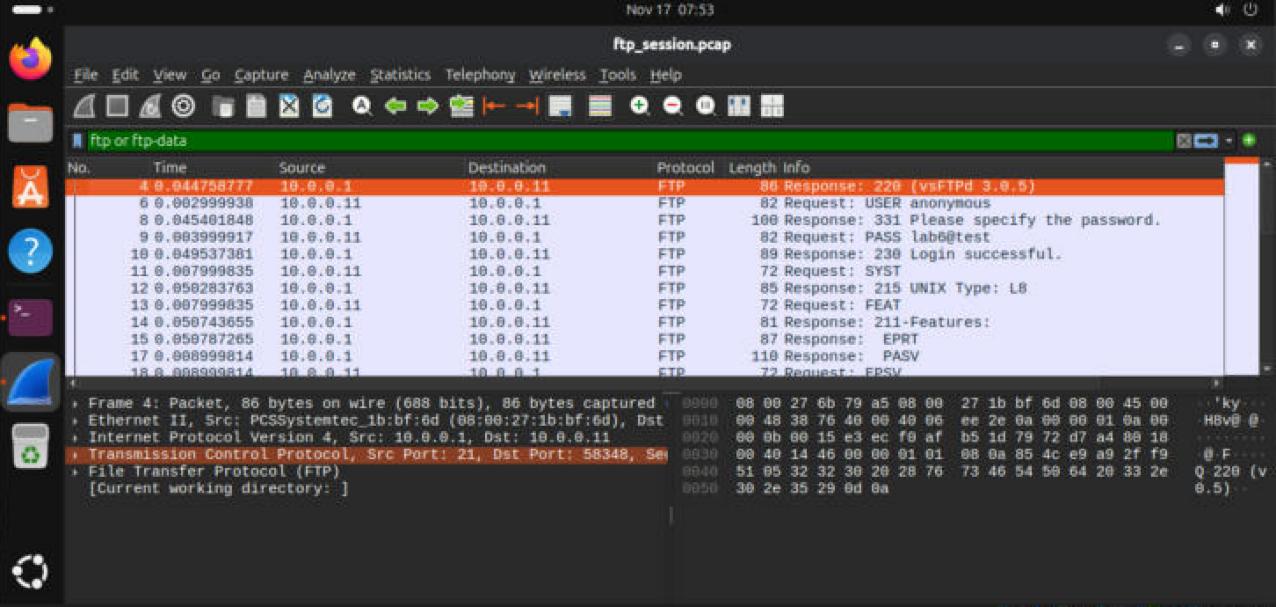 Nov 17 07:53
ftp_session.pcap
File Edit View Go Capture Analyze Statistics Telephony Wireless Tools Help
ftp or ftp-data
No. Time Source Destination Protocol Length Info
4 0.044758777 10.0.0.1 10.0.0.11 FTP 86 Response: 220 (vsFTPd 3.0.5)
6 0.002999938 10.0.0.11 10.0.0.1 FTP 82 Request: USER anonymous
8 0.045401848 10.0.0.1 10.0.0.11 FTP 100 Response: 331 Please specify the password.
9 0.003999917 10.0.0.11 10.0.0.1 FTP 82 Request: PASS lab6@test
10 0.049537381 10.0.0.1 10.0.0.11 FTP 89 Response: 230 Login successful.
11 0.007999835 10.0.0.11 10.0.0.1 FTP 72 Request: SYST
12 0.050283763 10.0.0.1 10.0.0.11 FTP 85 Response: 215 UNIX Type: L8
13 0.007999835 10.0.0.11 10.0.0.1 FTP 72 Request: FEAT
14 0.050743655 10.0.0.1 10.0.0.11 FTP 81 Response: 211-Features:
15 0.050787265 10.0.0.1 10.0.0.11 FTP 87 Response: EPRT
17 0.008999814 10.0.0.1 10.0.0.11 FTP 110 Response: PASV
18 0.008999814 10.0.0.11 10.0.0.1 FTP 72 Request: EPSV
Frame 4: Packet, 86 bytes on wire (688 bits), 86 bytes captured
Ethernet II, Src: PCSSystemtec_1b:bf:6d (08:00:27:1b:bf:6d), Dst
Internet Protocol Version 4, Src: 10.0.0.1, Dst: 10.0.0.11
Transmission Control Protocol, Src Port: 21, Dst Port: 58348, Se
File Transfer Protocol (FTP)
[Current working directory: ]
0000 08 00 27 6b 79 a5 08 00 27 1b bf 6d 08 00 45 00 ··'ky
0010 00 48 38 76 40 00 40 06 ee 2e 0a 00 00 01 0a 00 ·H8v@·@·
0020 00 0b 00 15 e3 ec f0 af b5 1d 79 72 d7 a4 80 18
0030 00 40 14 46 00 00 01 01 08 0a 85 4c e9 a9 2f f9 ·@·F····
0040 51 05 32 32 30 20 28 76 73 46 54 50 64 20 33 2e Q·220 (v
0050 30 2e 35 29 0d 0a 0.5)··